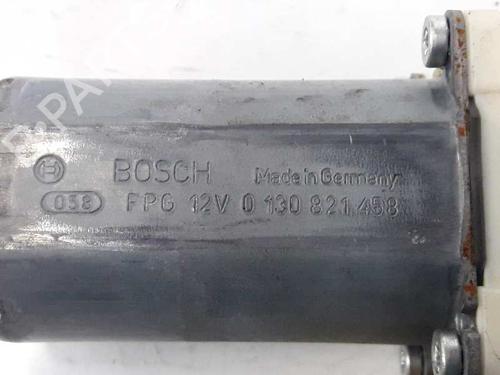 BOSCH Made in Germany
058 FPG 12V 0 130 821 458